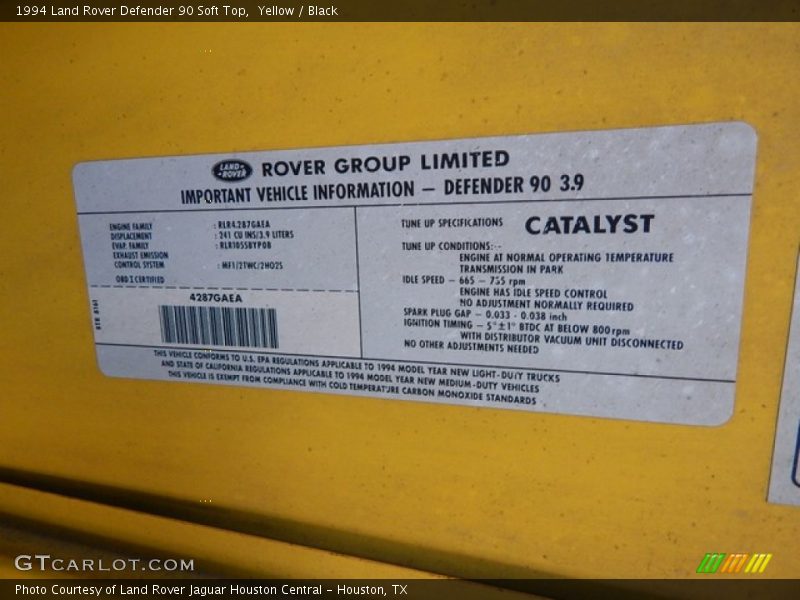 1994 Land Rover Defender 90 Soft Top, Yellow / Black
LAND ROVER
ROVER GROUP LIMITED
IMPORTANT VEHICLE INFORMATION – DEFENDER 90 3.9
ENGINE FAMILY : RLR4.287GAEA
DISPLACEMENT : 241 CU INS/3.9 LITERS
EVAP. FAMILY : RLR1055BYPOB
EXHAUST EMISSION
CONTROL SYSTEM : MFI/2TWC/2HO2S
OBD I CERTIFIED
4287GAEA
BTR 8161
TUNE UP SPECIFICATIONS CATALYST
TUNE UP CONDITIONS:--
ENGINE AT NORMAL OPERATING TEMPERATURE
TRANSMISSION IN PARK
IDLE SPEED – 665 – 735 rpm
ENGINE HAS IDLE SPEED CONTROL
NO ADJUSTMENT NORMALLY REQUIRED
SPARK PLUG GAP – 0.033 - 0.038 inch
IGNITION TIMING – 5°±1° BTDC AT BELOW 800rpm
WITH DISTRIBUTOR VACUUM UNIT DISCONNECTED
NO OTHER ADJUSTMENTS NEEDED
THIS VEHICLE CONFORMS TO U.S. EPA REGULATIONS APPLICABLE TO 1994 MODEL YEAR NEW LIGHT-DUTY TRUCKS
AND STATE OF CALIFORNIA REGULATIONS APPLICABLE TO 1994 MODEL YEAR NEW MEDIUM-DUTY VEHICLES
THIS VEHICLE IS EXEMPT FROM COMPLIANCE WITH COLD TEMPERATURE CARBON MONOXIDE STANDARDS
GTCARLOT.COM
Photo Courtesy of Land Rover Jaguar Houston Central – Houston, TX